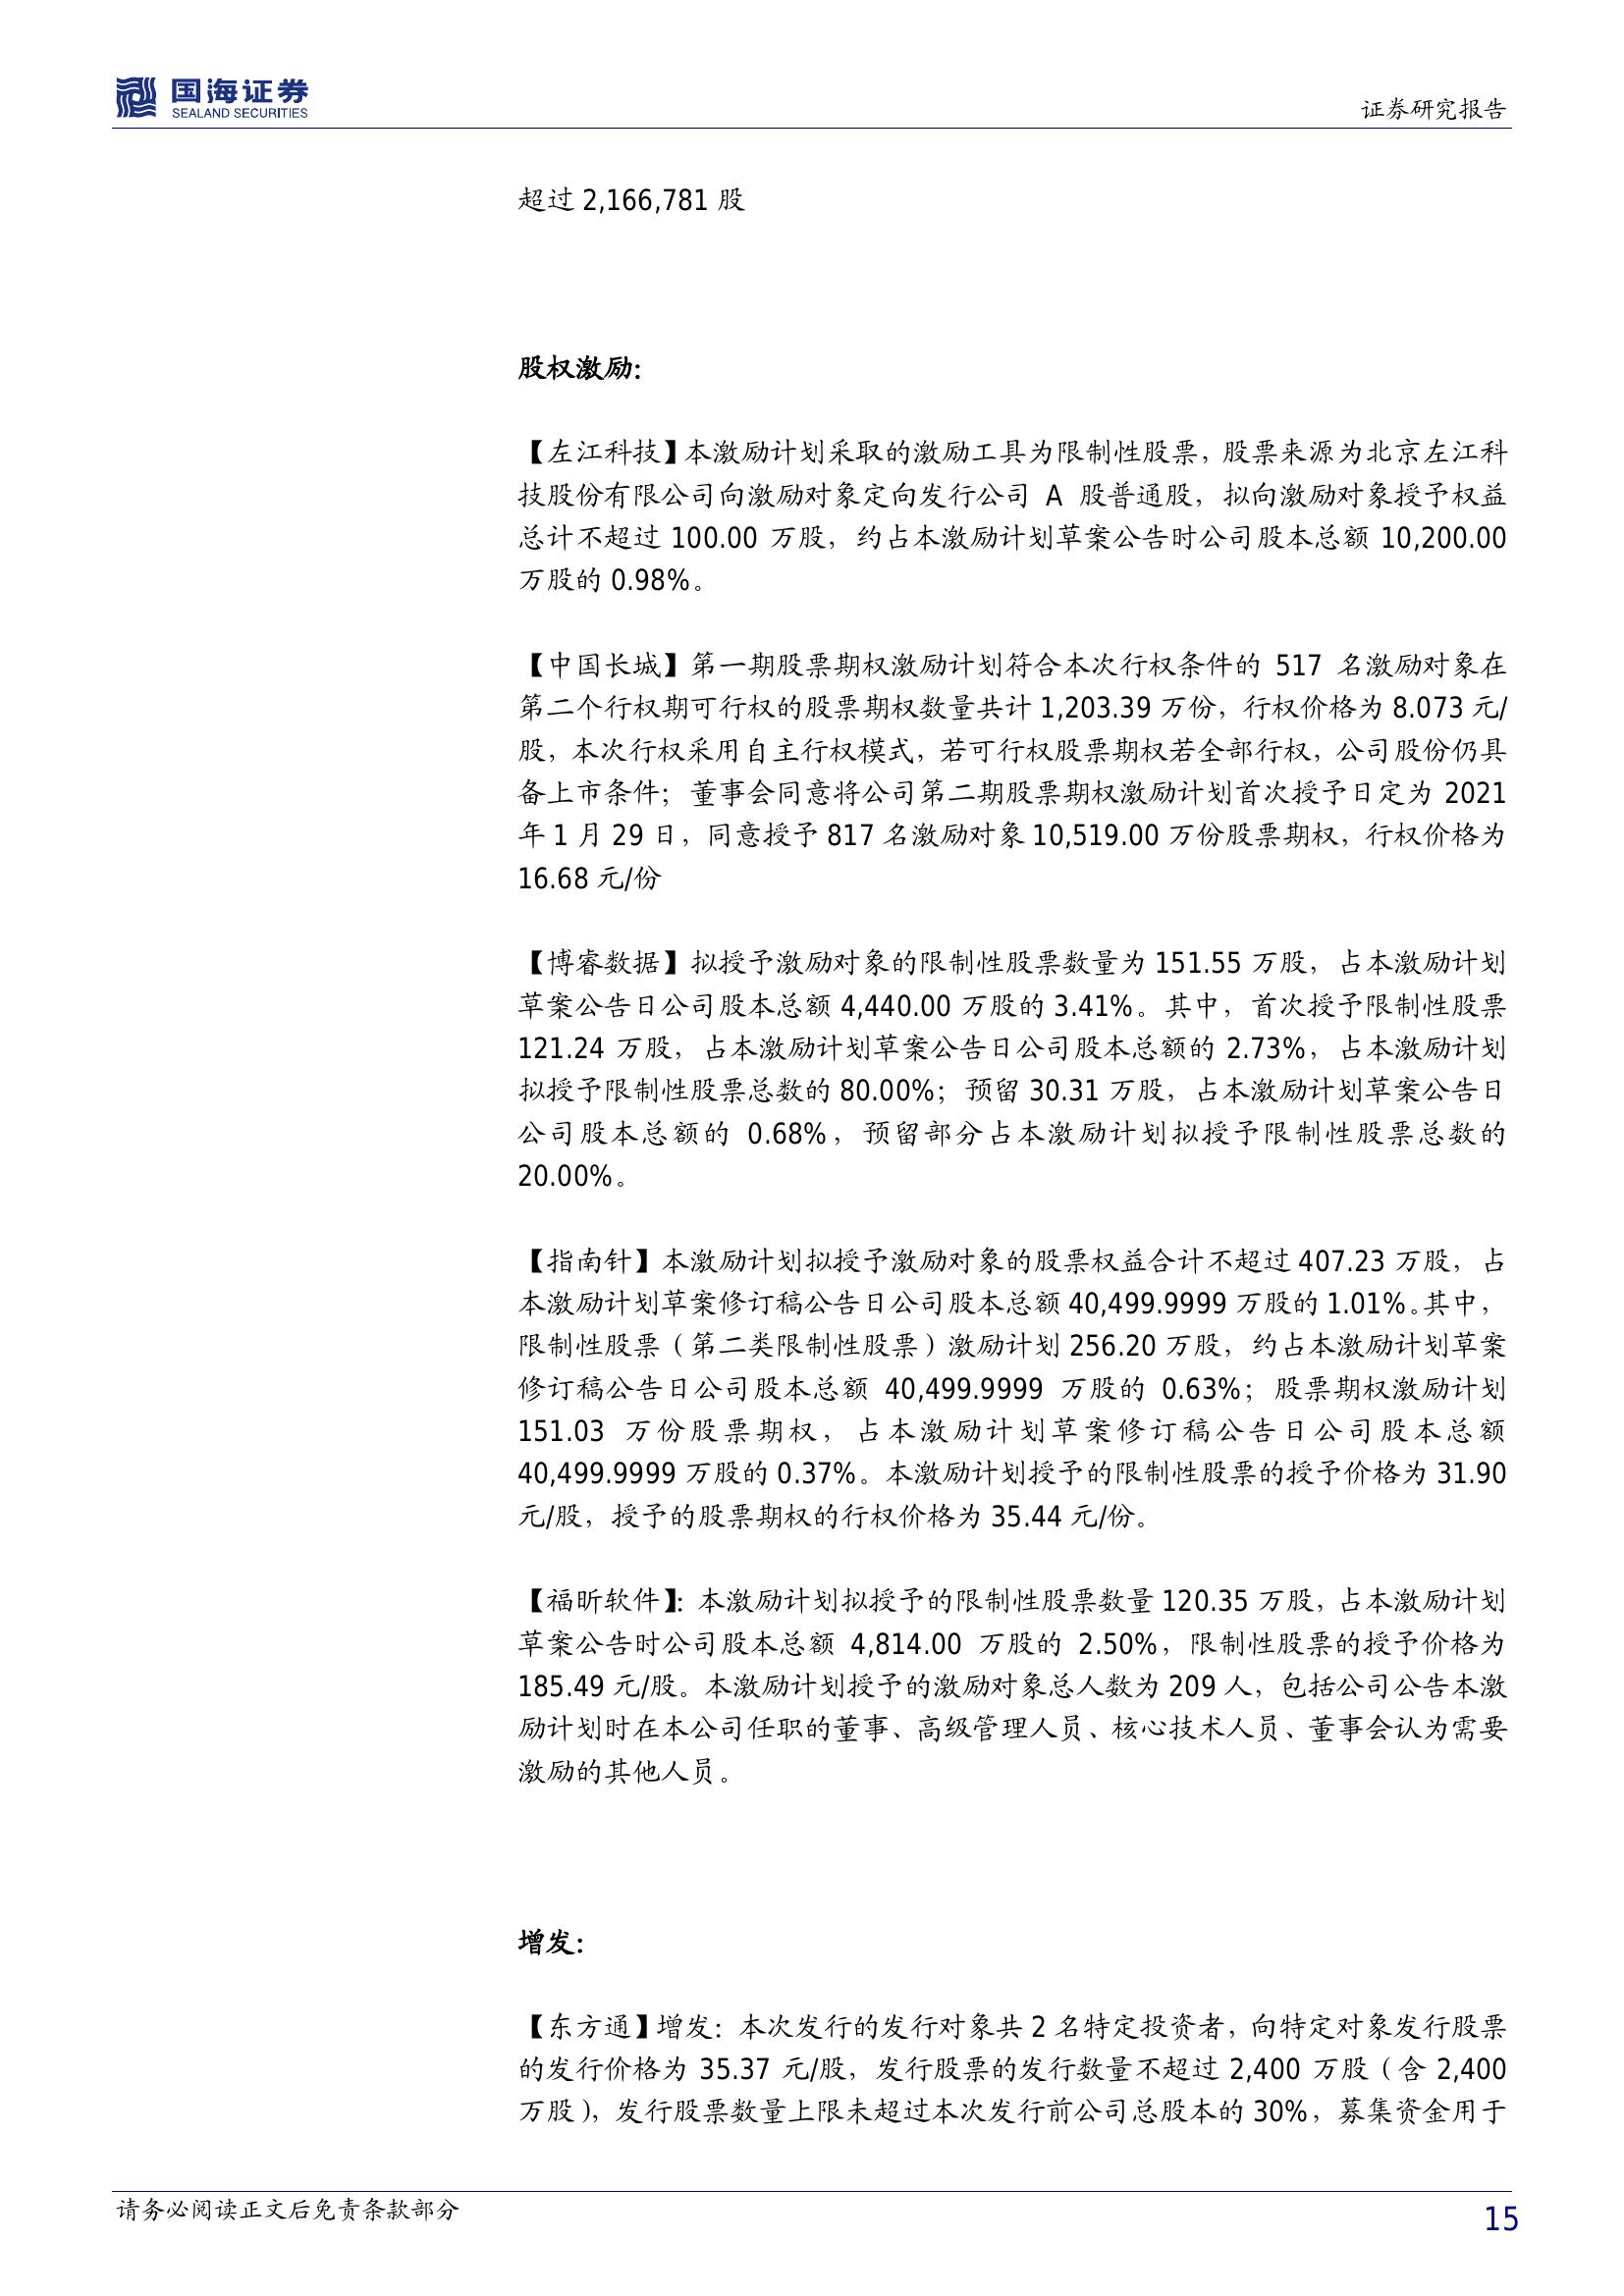 国海证券
SEALAND SECURITIES
证券研究报告
超过 2,166,781 股
股权激励：
【左江科技】本激励计划采取的激励工具为限制性股票，股票来源为北京左江科
技股份有限公司向激励对象定向发行公司 A 股普通股，拟向激励对象授予权益
总计不超过 100.00 万股，约占本激励计划草案公告时公司股本总额 10,200.00
万股的 0.98%。
【中国长城】第一期股票期权激励计划符合本次行权条件的 517 名激励对象在
第二个行权期可行权的股票期权数量共计 1,203.39 万份，行权价格为 8.073 元/
股，本次行权采用自主行权模式，若可行权股票期权若全部行权，公司股份仍具
备上市条件；董事会同意将公司第二期股票期权激励计划首次授予日定为 2021
年 1 月 29 日，同意授予 817 名激励对象 10,519.00 万份股票期权，行权价格为
16.68 元/份
【博睿数据】拟授予激励对象的限制性股票数量为 151.55 万股，占本激励计划
草案公告日公司股本总额 4,440.00 万股的 3.41%。其中，首次授予限制性股票
121.24 万股，占本激励计划草案公告日公司股本总额的 2.73%，占本激励计划
拟授予限制性股票总数的 80.00%；预留 30.31 万股，占本激励计划草案公告日
公司股本总额的 0.68%，预留部分占本激励计划拟授予限制性股票总数的
20.00%。
【指南针】本激励计划拟授予激励对象的股票权益合计不超过 407.23 万股，占
本激励计划草案修订稿公告日公司股本总额 40,499.9999 万股的 1.01%。其中，
限制性股票（第二类限制性股票）激励计划 256.20 万股，约占本激励计划草案
修订稿公告日公司股本总额 40,499.9999 万股的 0.63%；股票期权激励计划
151.03 万份股票期权，占本激励计划草案修订稿公告日公司股本总额
40,499.9999 万股的 0.37%。本激励计划授予的限制性股票的授予价格为 31.90
元/股，授予的股票期权的行权价格为 35.44 元/份。
【福昕软件】：本激励计划拟授予的限制性股票数量 120.35 万股，占本激励计划
草案公告时公司股本总额 4,814.00 万股的 2.50%，限制性股票的授予价格为
185.49 元/股。本激励计划授予的激励对象总人数为 209 人，包括公司公告本激
励计划时在本公司任职的董事、高级管理人员、核心技术人员、董事会认为需要
激励的其他人员。
增发：
【东方通】增发：本次发行的发行对象共 2 名特定投资者，向特定对象发行股票
的发行价格为 35.37 元/股，发行股票的发行数量不超过 2,400 万股（含 2,400
万股），发行股票数量上限未超过本次发行前公司总股本的 30%，募集资金用于
请务必阅读正文后免责条款部分
15